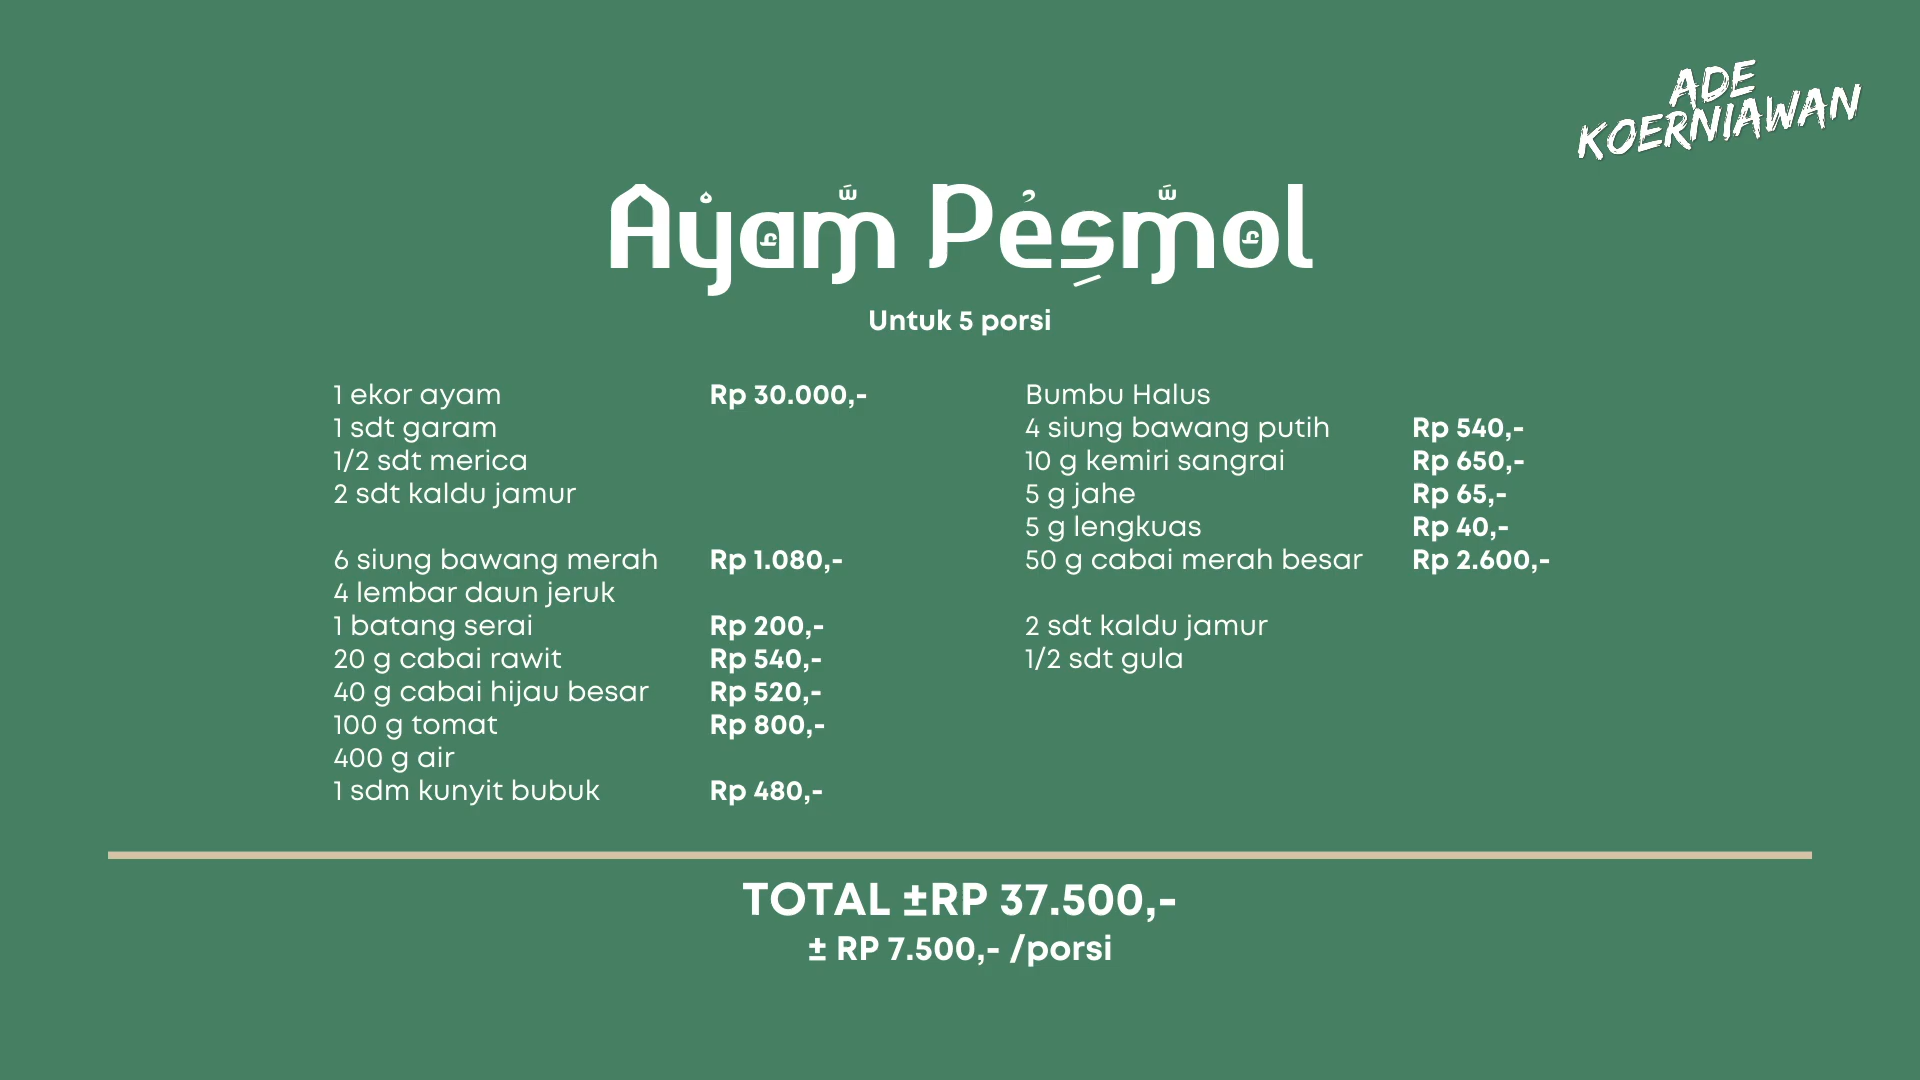 ADE
KOERNIAWAN
Ayam Pesmol
Untuk 5 porsi
1 ekor ayam Rp 30.000,-
1 sdt garam
1/2 sdt merica
2 sdt kaldu jamur
6 siung bawang merah Rp 1.080,-
4 lembar daun jeruk
1 batang serai Rp 200,-
20 g cabai rawit Rp 540,-
40 g cabai hijau besar Rp 520,-
100 g tomat Rp 800,-
400 g air
1 sdm kunyit bubuk Rp 480,-
Bumbu Halus
4 siung bawang putih Rp 540,-
10 g kemiri sangrai Rp 650,-
5 g jahe Rp 65,-
5 g lengkuas Rp 40,-
50 g cabai merah besar Rp 2.600,-
2 sdt kaldu jamur
1/2 sdt gula
TOTAL ±RP 37.500,-
± RP 7.500,- /porsi